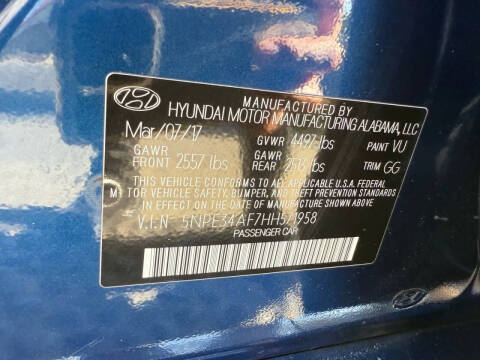 MANUFACTURED BY
HYUNDAI MOTOR MANUFACTURING ALABAMA, LLC
Mar/07/17 GVWR 4497 lbs PAINT VU
GAWR FRONT 2557 lbs GAWR REAR lbs TRIM GG
THIS VEHICLE CONFORMS TO ALL APPLICABLE U.S.A. FEDERAL
MOTOR VEHICLE SAFETY, BUMPER, AND THEFT PREVENTION STANDARDS
IN EFFECT ON THE DATE OF MANUFACTURE SHOWN ABOVE.
V.I.N 5NPE34AF7HH571958
PASSENGER CAR